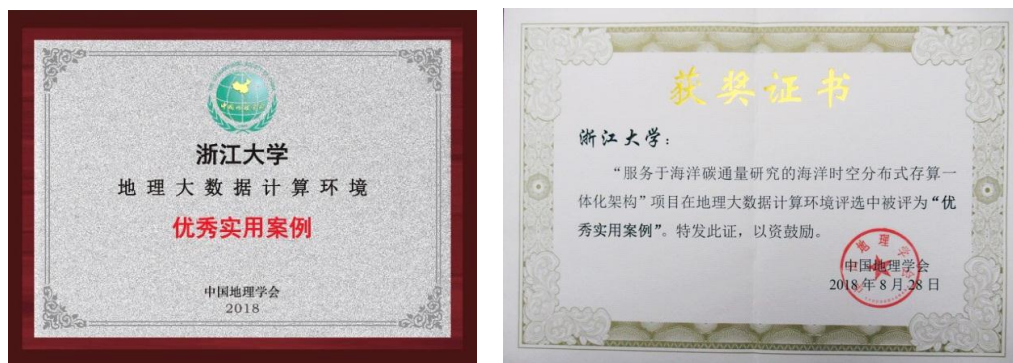 浙江大学
地理大数据计算环境
优秀实用案例
中国地理学会
2018
获奖证书
浙江大学：
“服务于海洋碳通量研究的海洋时空分布式存算一
体化架构”项目在地理大数据计算环境评选中被评为“优
秀实用案例”。特发此证，以资鼓励。
中国地理学会
2018年8月28日